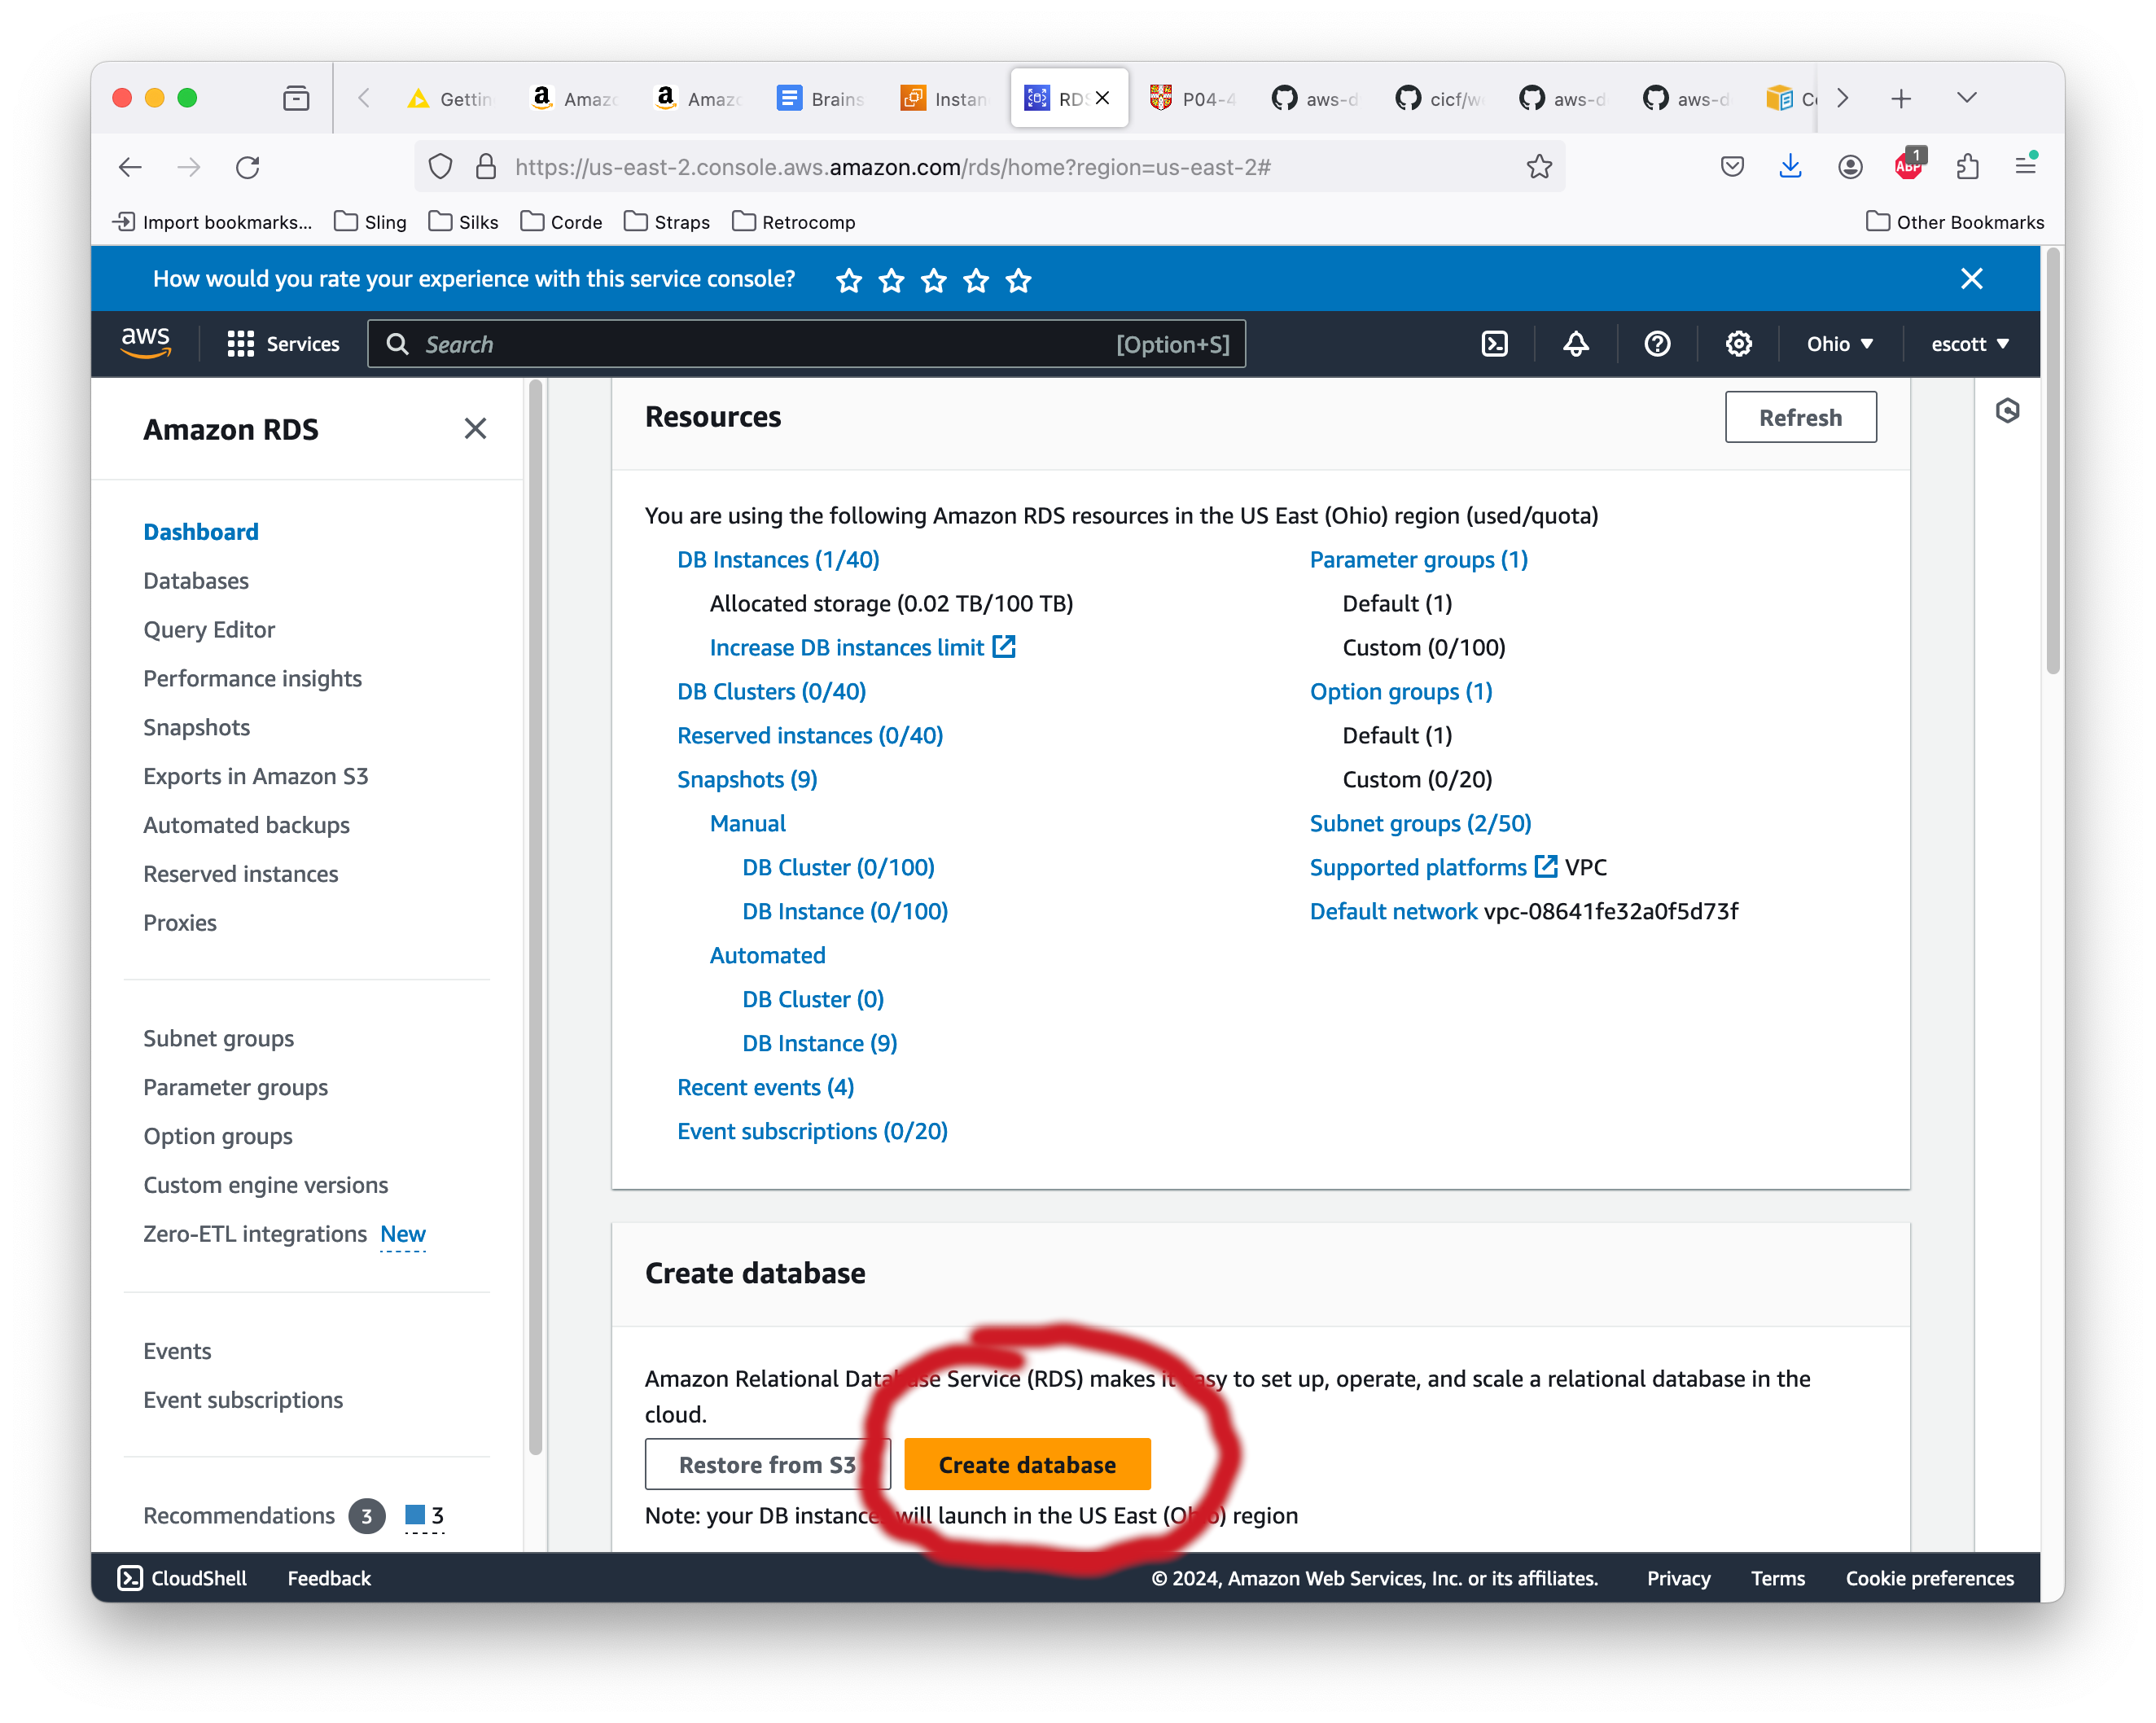 Gettin
Amaz
Amaz
Brains
Instan
RDS
P04-4
aws-d
cicf/w
aws-d
aws-d
https://us-east-2.console.aws.amazon.com/rds/home?region=us-east-2#
ABP
1
Import bookmarks...
Sling
Silks
Corde
Straps
Retrocomp
Other Bookmarks
How would you rate your experience with this service console?
aws
Services
Search
[Option+S]
Ohio
escott
Amazon RDS
Dashboard
Databases
Query Editor
Performance insights
Snapshots
Exports in Amazon S3
Automated backups
Reserved instances
Proxies
Subnet groups
Parameter groups
Option groups
Custom engine versions
Zero-ETL integrations New
Events
Event subscriptions
Recommendations 3 3
Resources
Refresh
You are using the following Amazon RDS resources in the US East (Ohio) region (used/quota)
DB Instances (1/40)
Allocated storage (0.02 TB/100 TB)
Increase DB instances limit
DB Clusters (0/40)
Reserved instances (0/40)
Snapshots (9)
Manual
DB Cluster (0/100)
DB Instance (0/100)
Automated
DB Cluster (0)
DB Instance (9)
Recent events (4)
Event subscriptions (0/20)
Parameter groups (1)
Default (1)
Custom (0/100)
Option groups (1)
Default (1)
Custom (0/20)
Subnet groups (2/50)
Supported platforms VPC
Default network vpc-08641fe32a0f5d73f
Create database
Amazon Relational Database Service (RDS) makes it easy to set up, operate, and scale a relational database in the
cloud.
Restore from S3
Create database
Note: your DB instances will launch in the US East (Ohio) region
CloudShell
Feedback
© 2024, Amazon Web Services, Inc. or its affiliates.
Privacy
Terms
Cookie preferences